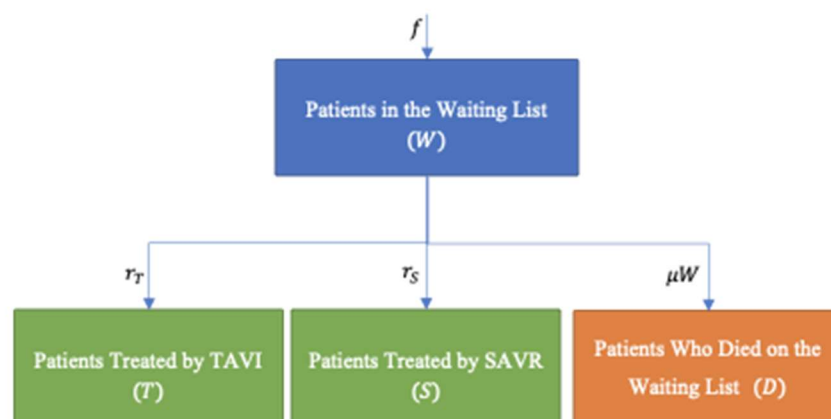 f
Patients in the Waiting List
(W)
r_T
r_S
μW
Patients Treated by TAVI
(T)
Patients Treated by SAVR
(S)
Patients Who Died on the
Waiting List (D)